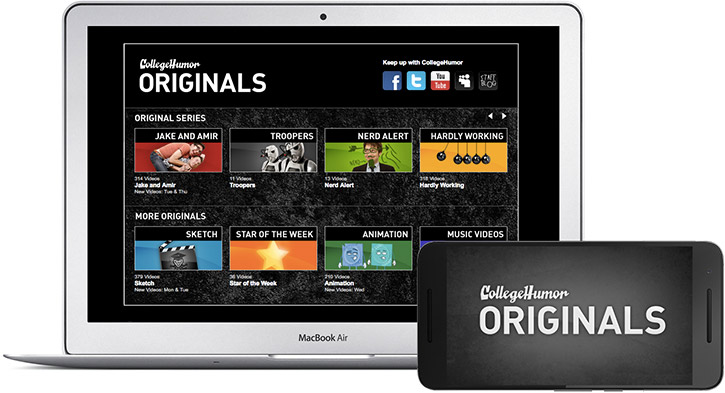 CollegeHumor
ORIGINALS
Keep up with CollegeHumor
You
Tube
STAFF
BLOG
ORIGINAL SERIES
JAKE AND AMIR
TROOPERS
NERD ALERT
HARDLY WORKING
314 Videos
Jake and Amir
New Videos: Tue & Thu
11 Videos
Troopers
13 Videos
Nerd Alert
318 Videos
Hardly Working
MORE ORIGINALS
SKETCH
STAR OF THE WEEK
ANIMATION
MUSIC VIDEOS
379 Videos
Sketch
New Videos: Mon & Tue
36 Videos
Star of the Week
210 Videos
Animation
New Videos: Wed
MacBook Air
CollegeHumor
ORIGINALS